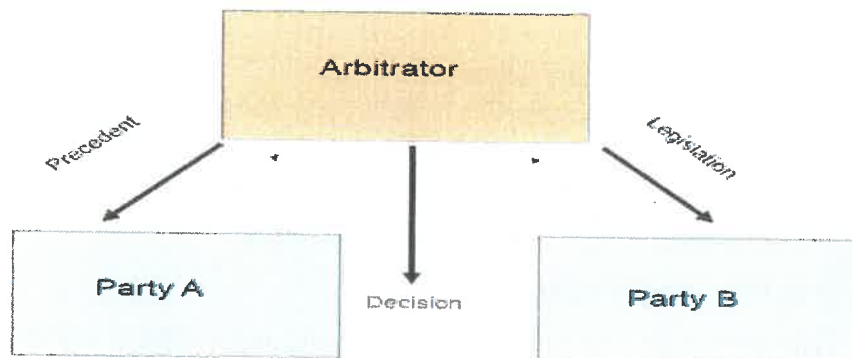 Arbitrator
Precedent
Legislation
Party A
Decision
Party B